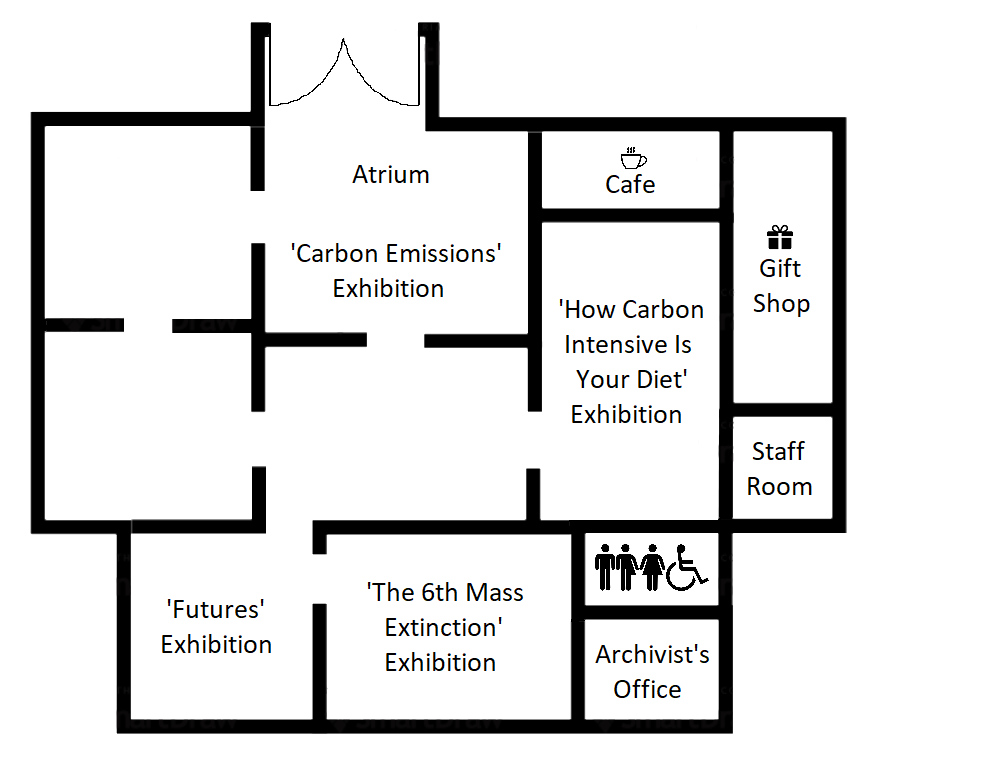 Atrium
'Carbon Emissions'
Exhibition
Cafe
Gift
Shop
'How Carbon
Intensive Is
Your Diet'
Exhibition
Staff
Room
'Futures'
Exhibition
'The 6th Mass
Extinction'
Exhibition
Archivist's
Office